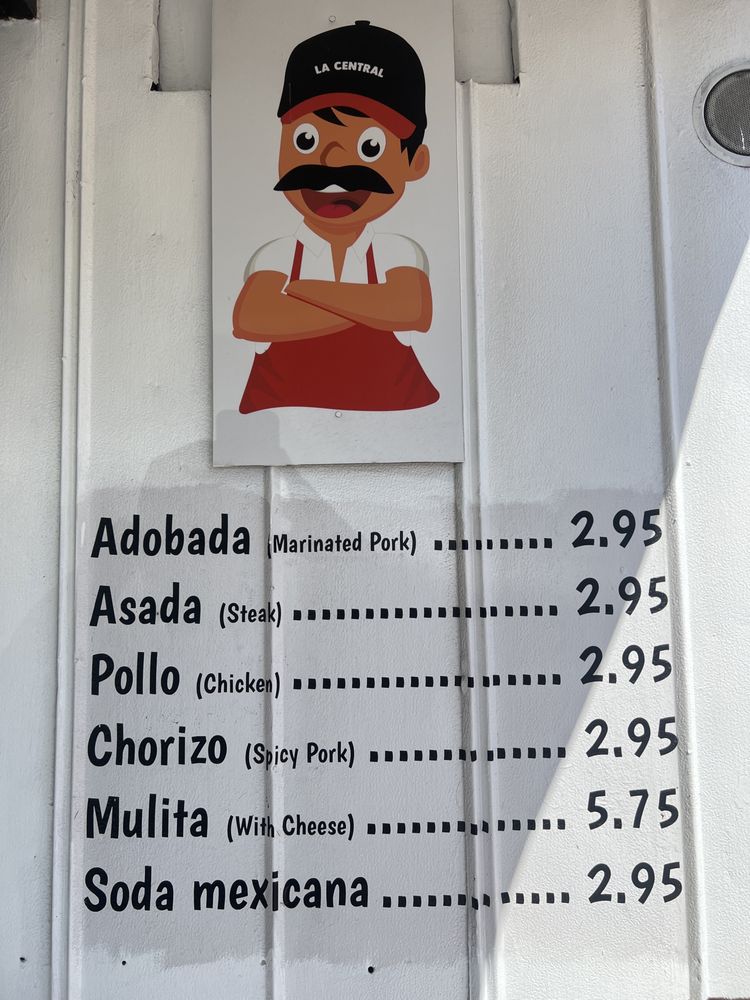 LA CENTRAL
Adobada (Marinated Pork) ......... 2.95
Asada (Steak) ................... 2.95
Pollo (Chicken) ................... 2.95
Chorizo (Spicy Pork) .............. 2.95
Mulita (With Cheese) .............. 5.75
Soda mexicana ............. 2.95